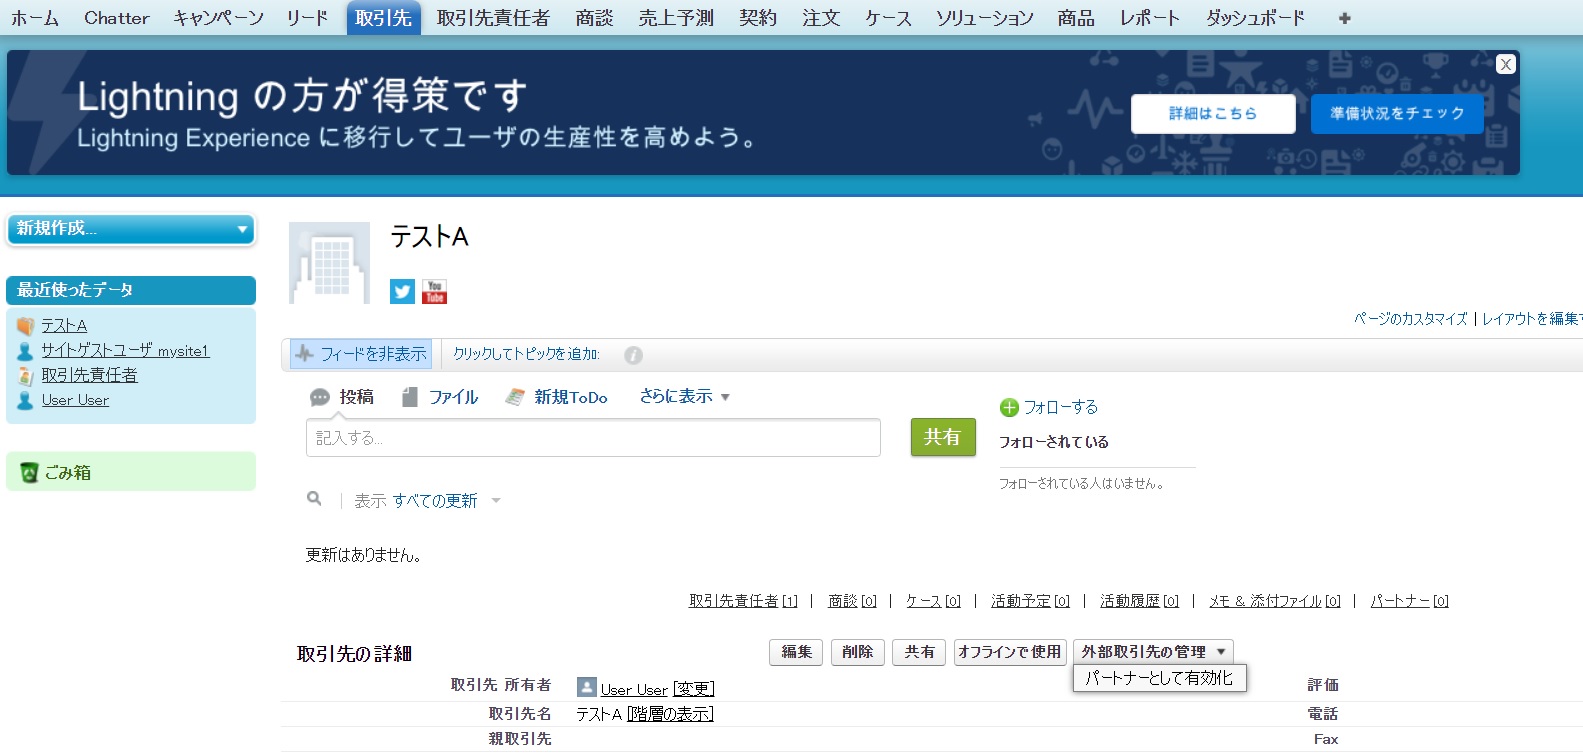 ホーム Chatter キャンペーン リード 取引先 取引先責任者 商談 売上予測 契約 注文 ケース ソリューション 商品 レポート ダッシュボード +
Lightning の方が得策です
Lightning Experience に移行してユーザの生産性を高めよう。
詳細はこちら 準備状況をチェック X
新規作成...
最近使ったデータ
テストA
サイトゲストユーザ mysite1
取引先責任者
User User
ごみ箱
テストA
You Tube
ページのカスタマイズ | レイアウトを編集す
フィードを非表示 クリックしてトピックを追加: i
投稿 ファイル 新規ToDo さらに表示
記入する...
共有
フォローする
フォローされている
フォローされている人はいません。
表示 すべての更新
更新はありません。
取引先責任者 [1] | 商談 [0] | ケース [0] | 活動予定 [0] | 活動履歴 [0] | メモ & 添付ファイル [0] | パートナー [0]
取引先の詳細 編集 削除 共有 オフラインで使用 外部取引先の管理
パートナーとして有効化
取引先 所有者 User User [変更] 評価
取引先名 テストA [階層の表示] 電話
親取引先 Fax